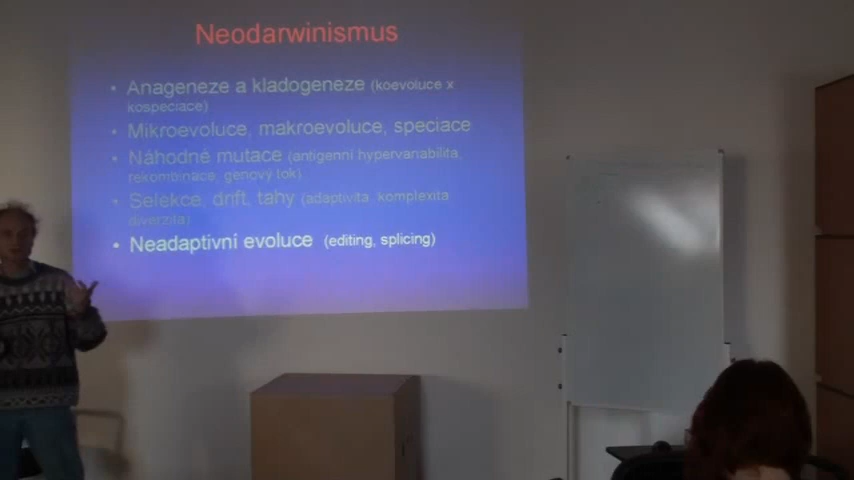 Neodarwinismus
• Anageneze a kladogeneze (koevoluce x
kospeciace)
• Mikroevoluce, makroevoluce, speciace
• Náhodné mutace (antigenní hypervariabilita,
rekombinace, genový tok)
• Selekce, drift, tahy (adaptivita, komplexita
diverzita)
• Neadaptivní evoluce (editing, splicing)